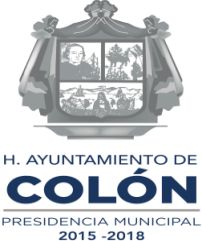 H. AYUNTAMIENTO DE
COLÓN
PRESIDENCIA MUNICIPAL
2015 -2018